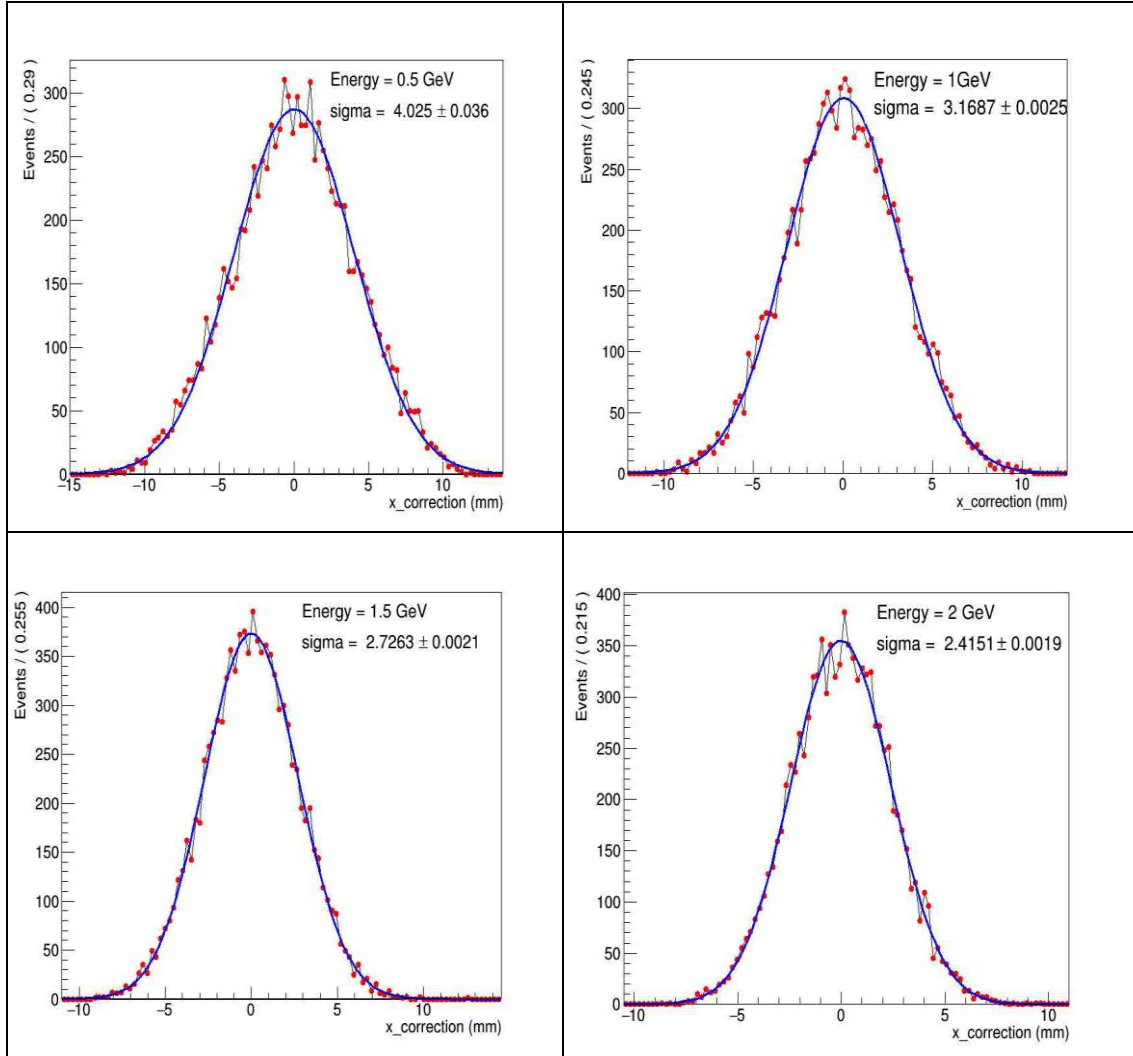 Events / ( 0.29 )
300
250
200
150
100
50
0
Energy = 0.5 GeV
sigma = 4.025 ± 0.036
−15 −10 −5 0 5 10
x_correction (mm)
Events / ( 0.245 )
300
250
200
150
100
50
0
Energy = 1GeV
sigma = 3.1687 ± 0.0025
−10 −5 0 5 10
x_correction (mm)
Events / ( 0.255 )
400
350
300
250
200
150
100
50
0
Energy = 1.5 GeV
sigma = 2.7263 ± 0.0021
−10 −5 0 5 10
x_correction (mm)
Events / ( 0.215 )
400
350
300
250
200
150
100
50
0
Energy = 2 GeV
sigma = 2.4151 ± 0.0019
−10 −5 0 5 10
x_correction (mm)